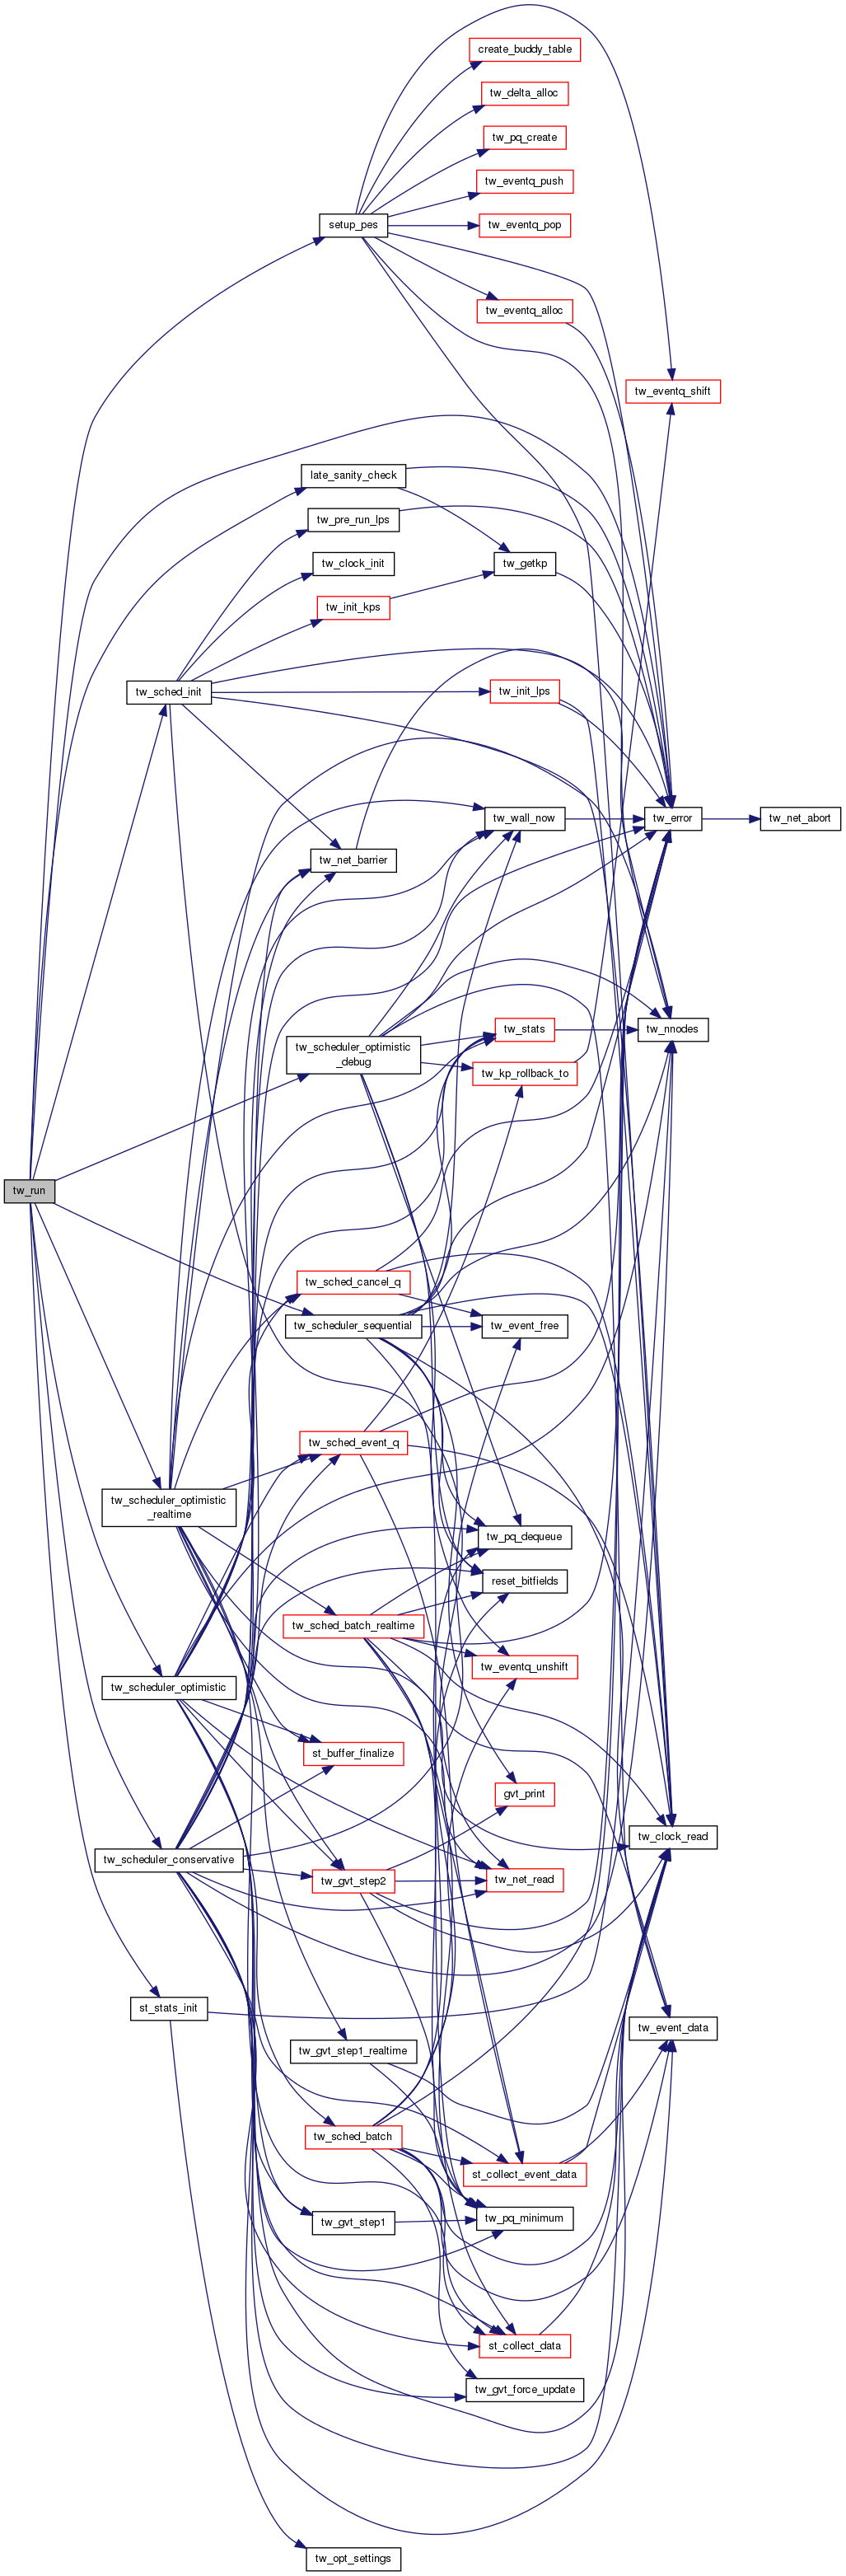 create_buddy_table
tw_delta_alloc
tw_pq_create
tw_eventq_push
setup_pes
tw_eventq_pop
tw_eventq_alloc
tw_eventq_shift
late_sanity_check
tw_pre_run_lps
tw_clock_init
tw_getkp
tw_init_kps
tw_sched_init
tw_init_lps
tw_wall_now
tw_error
tw_net_abort
tw_net_barrier
tw_stats
tw_nnodes
tw_scheduler_optimistic
_debug
tw_kp_rollback_to
tw_run
tw_sched_cancel_q
tw_scheduler_sequential
tw_event_free
tw_sched_event_q
tw_scheduler_optimistic
_realtime
tw_pq_dequeue
reset_bitfields
tw_sched_batch_realtime
tw_eventq_unshift
tw_scheduler_optimistic
st_buffer_finalize
gvt_print
tw_clock_read
tw_scheduler_conservative
tw_gvt_step2
tw_net_read
st_stats_init
tw_event_data
tw_gvt_step1_realtime
tw_sched_batch
st_collect_event_data
tw_gvt_step1
tw_pq_minimum
st_collect_data
tw_gvt_force_update
tw_opt_settings